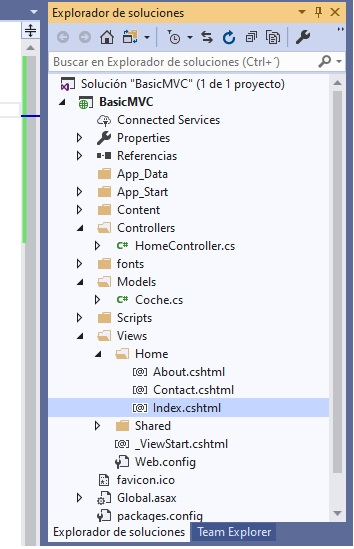 Explorador de soluciones
Buscar en Explorador de soluciones (Ctrl+´)
Solución "BasicMVC" (1 de 1 proyecto)
BasicMVC
Connected Services
Properties
Referencias
App_Data
App_Start
Content
Controllers
C# HomeController.cs
fonts
Models
C# Coche.cs
Scripts
Views
Home
[@] About.cshtml
[@] Contact.cshtml
[@] Index.cshtml
Shared
[@] _ViewStart.cshtml
Web.config
favicon.ico
Global.asax
packages.config
Explorador de soluciones Team Explorer